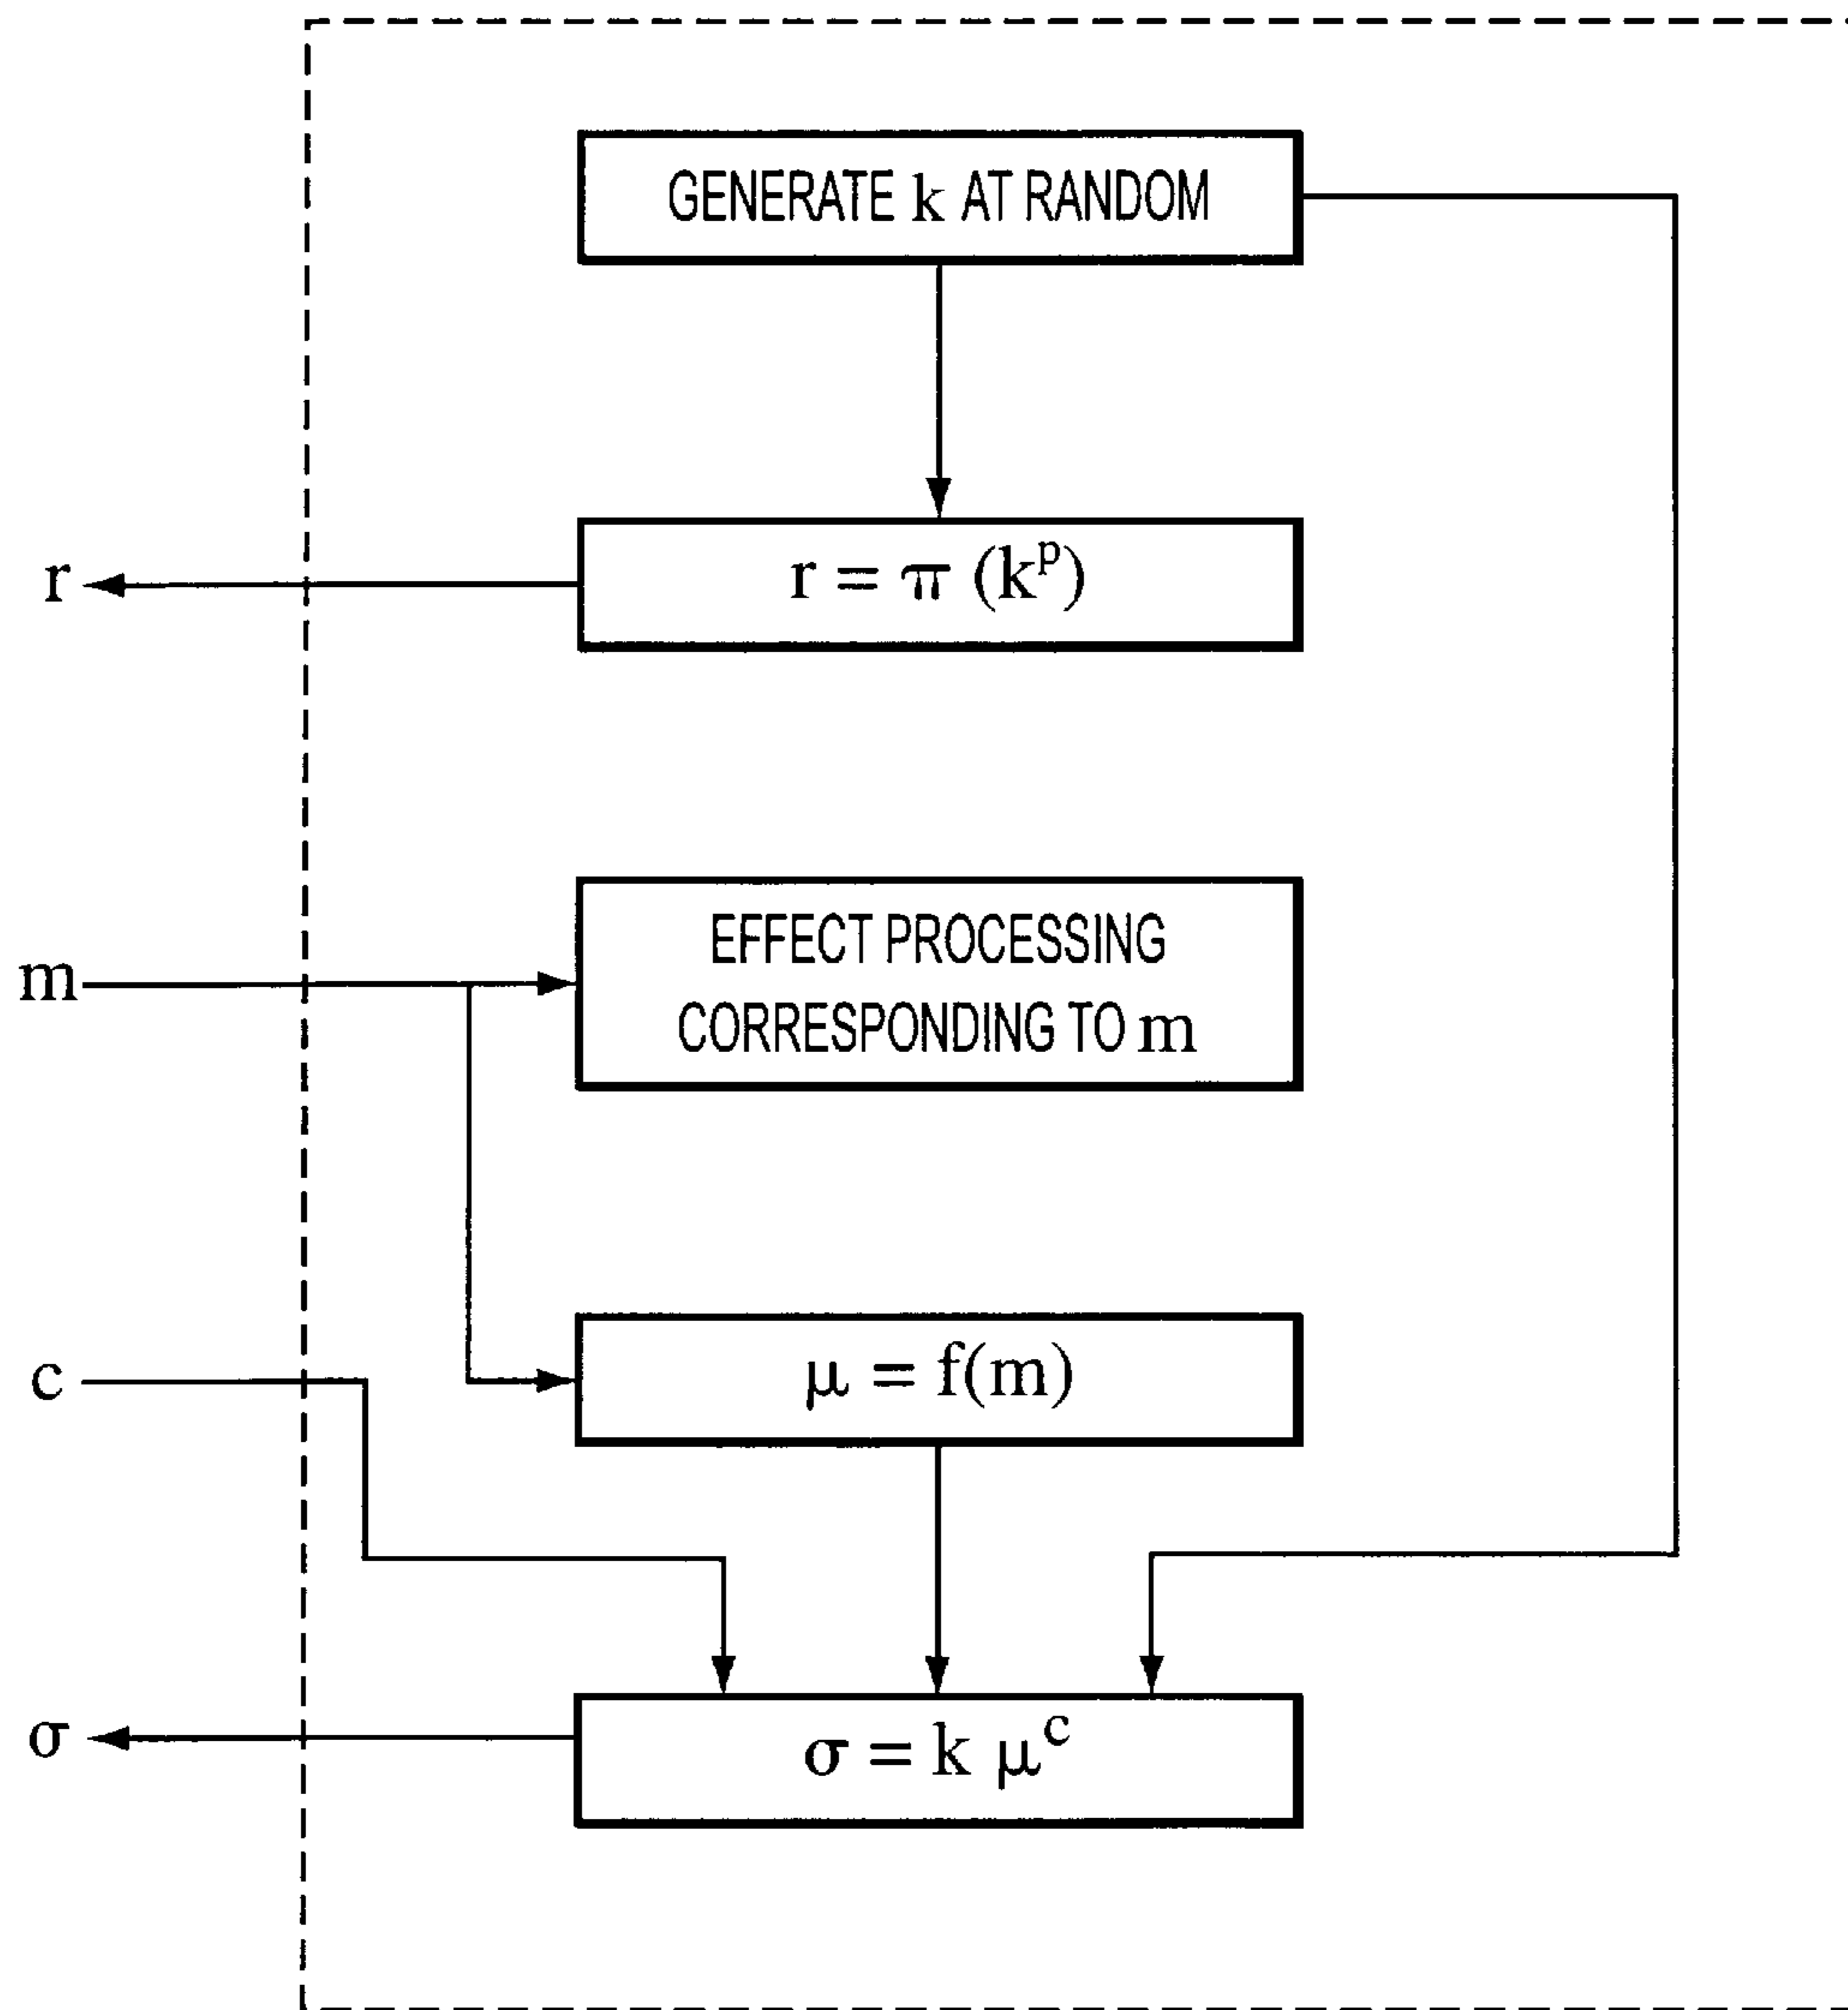 GENERATE k AT RANDOM
r
r = π (k^p)
m
EFFECT PROCESSING
CORRESPONDING TO m
c
μ = f(m)
σ
σ = k μ^c